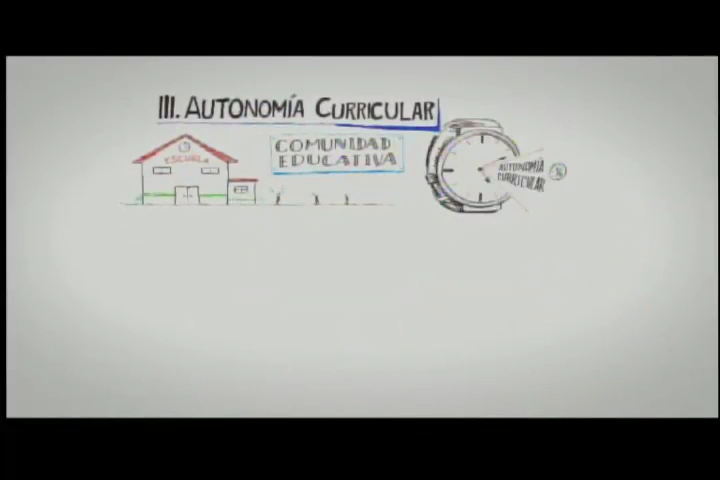 III. AUTONOMÍA CURRICULAR
ESCUELA
COMUNIDAD
EDUCATIVA
AUTONOMÍA
CURRICULAR